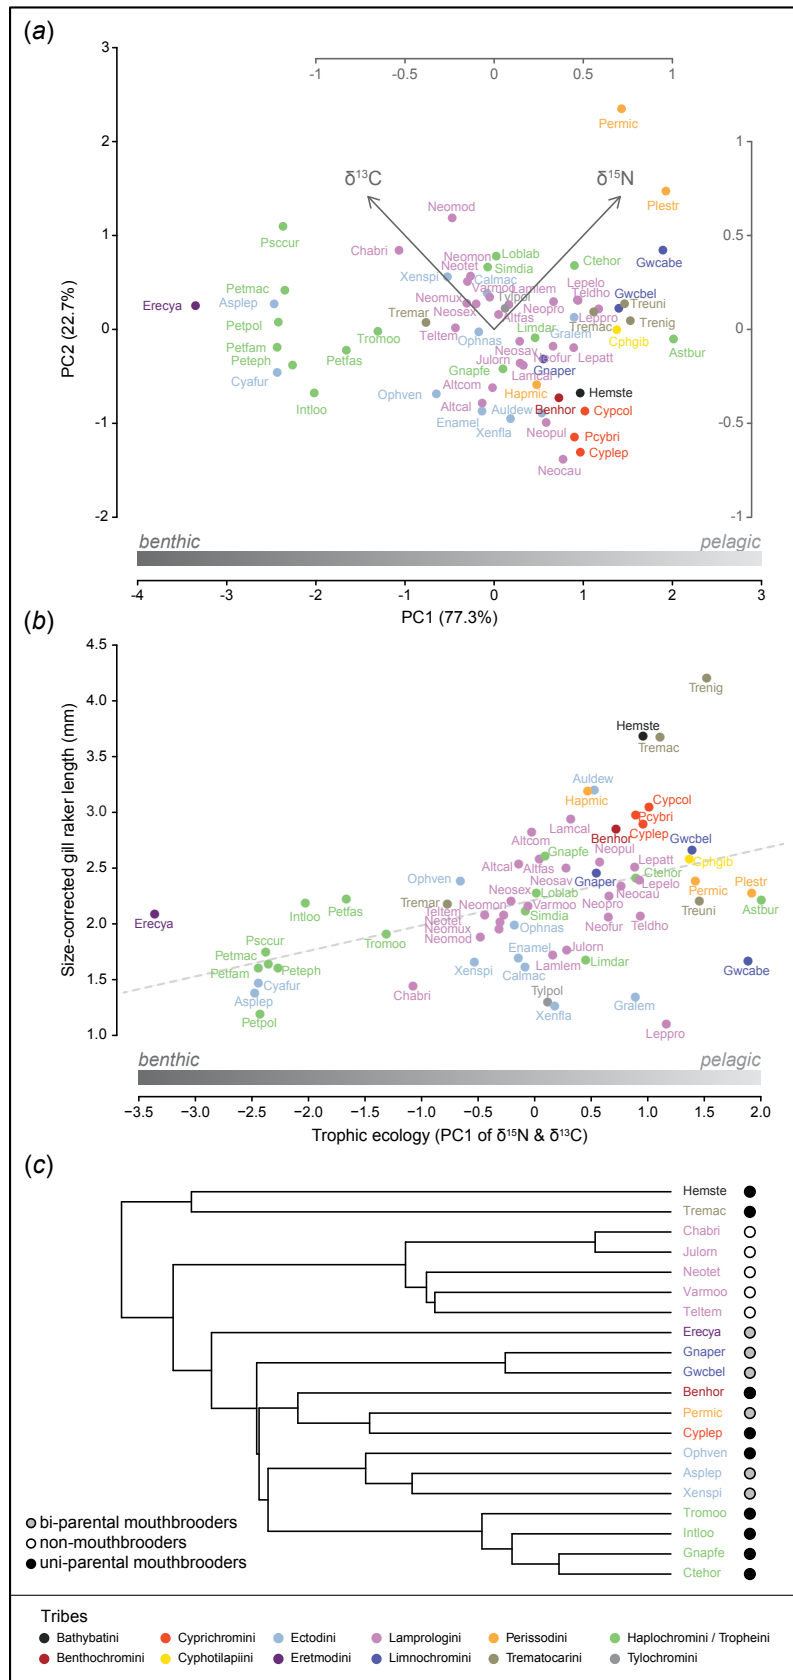 (a)
3
2
1
0
-1
-2
PC2 (22.7%)
-1
-0.5
0
0.5
1
1
0.5
0
-0.5
-1
δ¹³C
δ¹⁵N
Permic
Plestr
Neomod
Psccur
Chabri
Neomon
Loblab
Simdia
Ctehor
Gwcabe
Neotet
Xenspi
Calmac
Petmac
Asplep
Erecya
Varmoo
Lamlem
Lepelo
Teldho
Gwcbel
Treuni
Neomux
Tylpol
Neopro
Neosex
Altfas
Leppro
Petpol
Tremar
Tremac
Trenig
Tromoo
Teltem
Ophnas
Limdar
Gralem
Cphgib
Astbur
Petfam
Petfas
Neosav
Neofur
Lepatt
Peteph
Julorn
Gnapfe
Gnaper
Cyafur
Lamcal
Altcom
Hapmic
Intloo
Ophven
Hemste
Altcal
Auldew
Benhor
Cypcol
Enamel
Xenfla
Neopul
Pcybri
Cyplep
Neocau
benthic
pelagic
-4
-3
-2
-1
0
1
2
3
PC1 (77.3%)
(b)
4.5
4.0
3.5
3.0
2.5
2.0
1.5
1.0
Size-corrected gill raker length (mm)
Trenig
Hemste
Tremac
Auldew
Hapmic
Cypcol
Pcybri
Lamcal
Cyplep
Altcom
Benhor
Gwcbel
Neopul
Gnapfe
Altcal
Altfas
Lepatt
Cphgib
Ophven
Neosav
Gnaper
Ctehor
Lepelo
Permic
Plestr
Neosex
Loblab
Neocau
Intloo
Petfas
Tremar
Neomon
Neopro
Treuni
Astbur
Varmoo
Erecya
Teltem
Simdia
Neotet
Ophnas
Neofur
Teldho
Neomux
Tromoo
Neomod
Psccur
Enamel
Julorn
Petmac
Xenspi
Lamlem
Limdar
Gwcabe
Petfam
Peteph
Calmac
Cyafur
Chabri
Tylpol
Asplep
Gralem
Petpol
Xenfla
Leppro
benthic
pelagic
−3.5
−3.0
−2.5
−2.0
−1.5
−1.0
−0.5
0
0.5
1.0
1.5
2.0
Trophic ecology (PC1 of δ¹⁵N & δ¹³C)
(c)
Hemste
Tremac
Chabri
Julorn
Neotet
Varmoo
Teltem
Erecya
Gnaper
Gwcbel
Benhor
Permic
Cyplep
Ophven
Asplep
Xenspi
Tromoo
Intloo
Gnapfe
Ctehor
bi-parental mouthbrooders
non-mouthbrooders
uni-parental mouthbrooders
Tribes
Bathybatini
Cyprichromini
Ectodini
Lamprologini
Perissodini
Haplochromini / Tropheini
Benthochromini
Cyphotilapiini
Eretmodini
Limnochromini
Trematocarini
Tylochromini